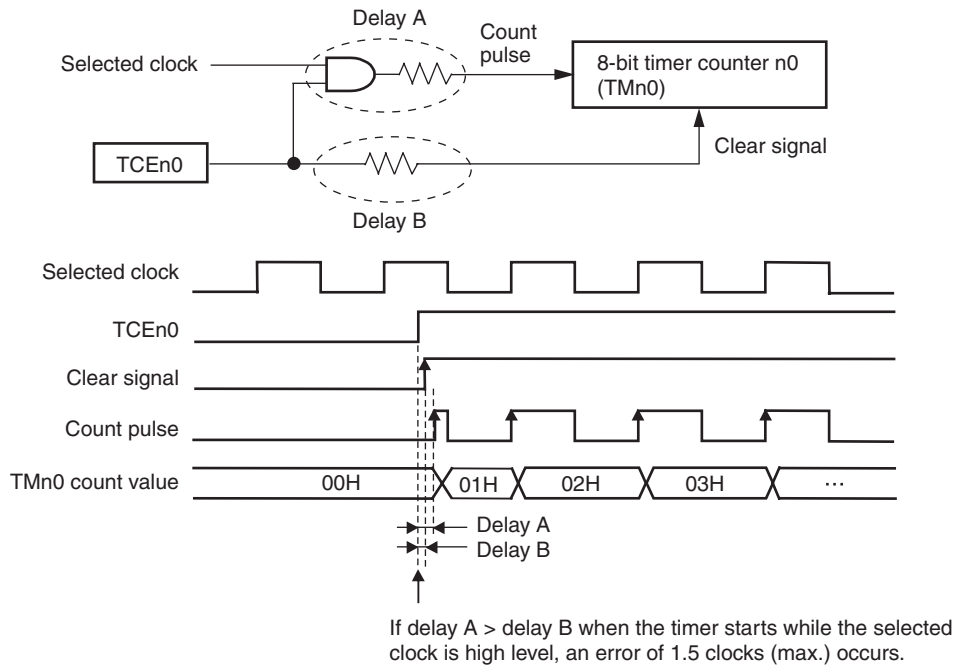 Delay A
Count
pulse
Selected clock
8-bit timer counter n0
(TMn0)
Clear signal
TCEn0
Delay B
Selected clock
TCEn0
Clear signal
Count pulse
TMn0 count value
00H
01H
02H
03H
...
Delay A
Delay B
If delay A > delay B when the timer starts while the selected
clock is high level, an error of 1.5 clocks (max.) occurs.